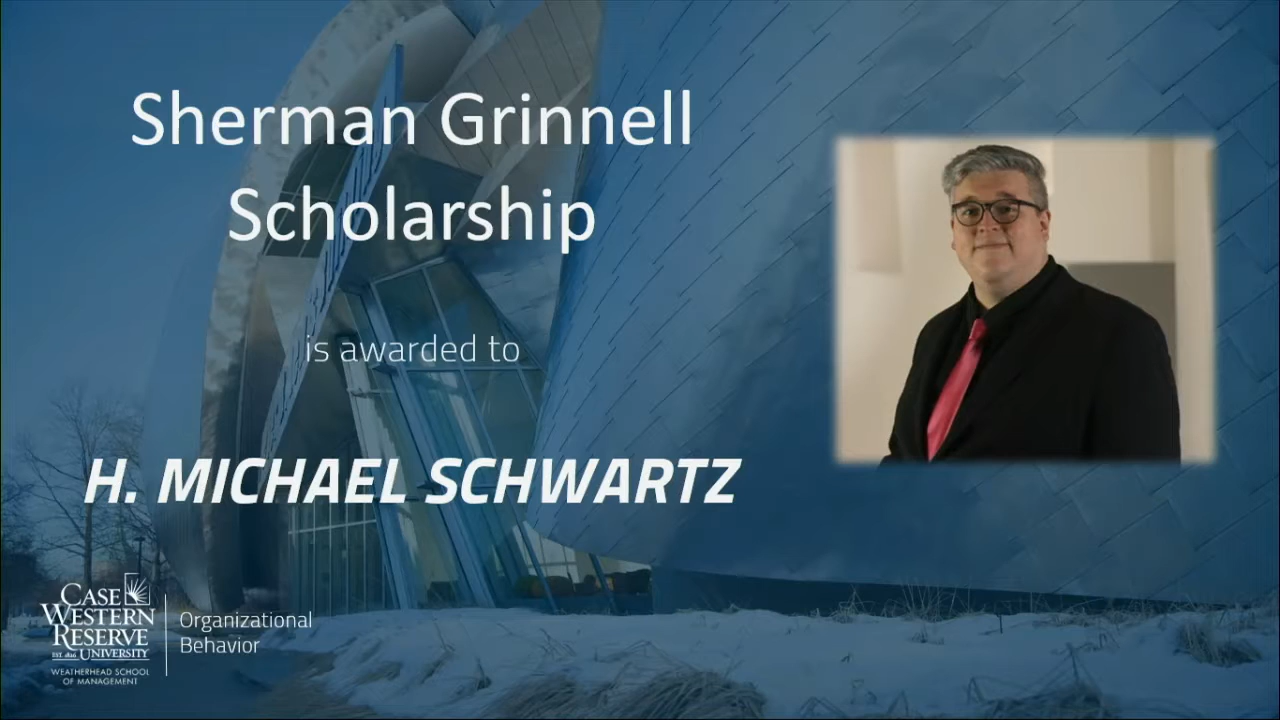 Sherman Grinnell
Scholarship
is awarded to
H. MICHAEL SCHWARTZ
CASE
WESTERN
RESERVE
EST. 1826 UNIVERSITY
WEATHERHEAD SCHOOL
OF MANAGEMENT
Organizational
Behavior